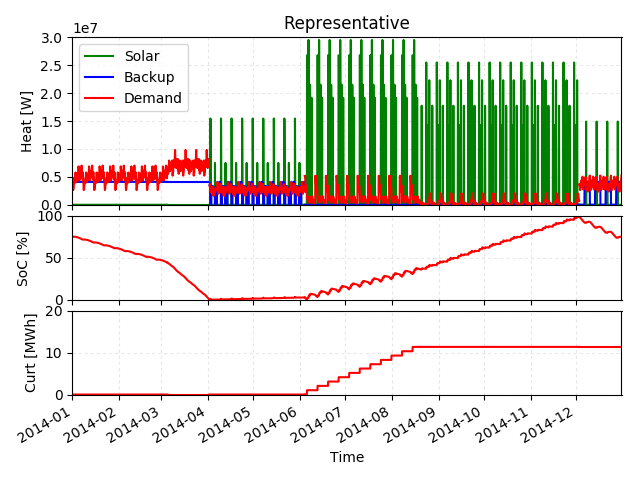 Representative
1e7
3.0
2.5
2.0
1.5
1.0
0.5
0.0
Heat [W]
Solar
Backup
Demand
100
50
0
SoC [%]
20
10
0
Curt [MWh]
2014-01
2014-02
2014-03
2014-04
2014-05
2014-06
2014-07
2014-08
2014-09
2014-10
2014-11
2014-12
Time